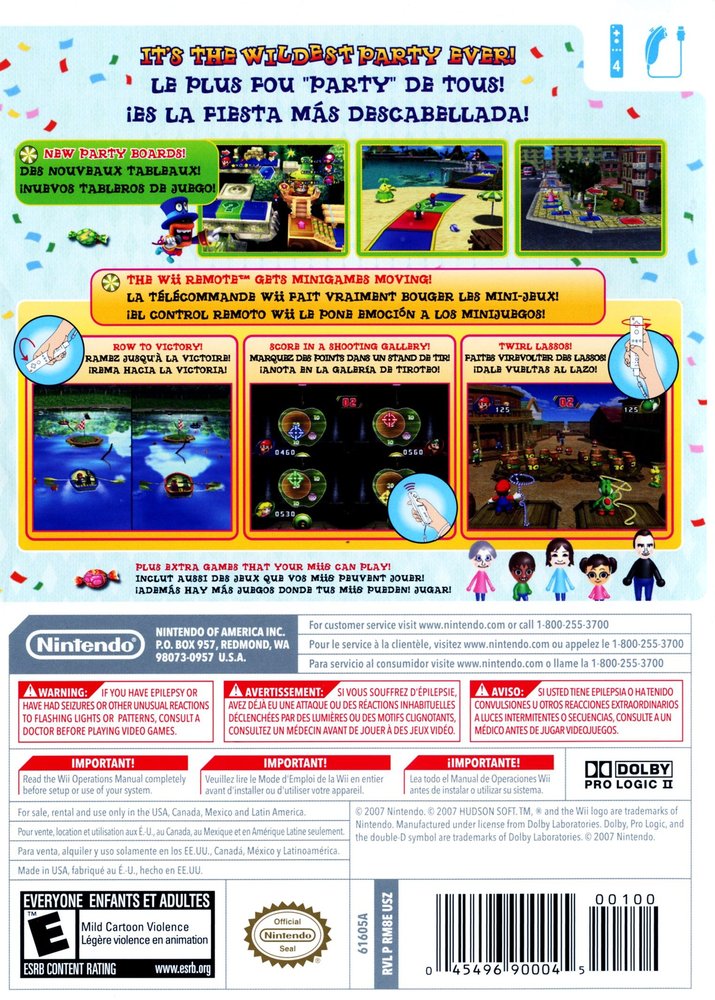 IT'S THE WILDEST PARTY EVER!
LE PLUS FOU "PARTY" DE TOUS!
¡ES LA FIESTA MÁS DESCABELLADA!
4
NEW PARTY BOARDS!
DES NOUVEAUX TABLEAUX!
¡NUEVOS TABLEROS DE JUEGO!
THE Wii REMOTE™ GETS MINIGAMES MOVING!
LA TÉLÉCOMMANDE Wii FAIT VRAIMENT BOUGER LES MINI-JEUX!
¡EL CONTROL REMOTO Wii LE PONE EMOCIÓN A LOS MINIJUEGOS!
ROW TO VICTORY!
RAMEZ JUSQU'À LA VICTOIRE!
¡REMA HACIA LA VICTORIA!
SCORE IN A SHOOTING GALLERY!
MARQUEZ DES POINTS DANS UN STAND DE TIR!
¡ANOTA EN LA GALERÍA DE TIROTEO!
TWIRL LASSOS!
FAITES VIREVOLTER DES LASSOS!
¡DALE VUELTAS AL LAZO!
02
0460
0560
0530
125
02
125
PLUS EXTRA GAMES THAT YOUR Miis CAN PLAY!
INCLUT AUSSI DES JEUX QUE VOS Miis PEUVENT JOUER!
¡ADEMÁS HAY MÁS JUEGOS DONDE TUS Miis PUEDEN JUGAR!
Nintendo®
NINTENDO OF AMERICA INC.
P.O. BOX 957, REDMOND, WA
98073-0957 U.S.A.
For customer service visit www.nintendo.com or call 1-800-255-3700
Pour le service à la clientèle, visitez www.nintendo.com ou appelez le 1-800-255-3700
Para servicio al consumidor visite www.nintendo.com o llame la 1-800-255-3700
WARNING: IF YOU HAVE EPILEPSY OR
HAVE HAD SEIZURES OR OTHER UNUSUAL REACTIONS
TO FLASHING LIGHTS OR PATTERNS, CONSULT A
DOCTOR BEFORE PLAYING VIDEO GAMES.
AVERTISSEMENT: SI VOUS SOUFFREZ D'ÉPILEPSIE,
AVEZ DÉJÀ EU UNE ATTAQUE OU DES RÉACTIONS INHABITUELLES
DÉCLENCHÉES PAR DES LUMIÈRES OU DES MOTIFS CLIGNOTANTS,
CONSULTEZ UN MÉDECIN AVANT DE JOUER À DES JEUX VIDÉO.
AVISO: SI USTED TIENE EPILEPSIA O HA TENIDO
CONVULSIONES U OTROS REACCIONES EXTRAORDINARIOS
A LUCES INTERMITENTES O SECUENCIAS, CONSULTE A UN
MÉDICO ANTES DE JUGAR VIDEOJUEGOS.
IMPORTANT!
Read the Wii Operations Manual completely
before setup or use of your system.
IMPORTANT!
Veuillez lire le Mode d'Emploi de la Wii en entier
avant d'installer ou d'utiliser votre appareil.
¡IMPORTANTE!
Lea todo el Manual de Operaciones Wii
antes de instalar o utilizar su sistema.
DOLBY
PRO LOGIC II
For sale, rental and use only in the USA, Canada, Mexico and Latin America.
Pour vente, location et utilisation aux É.-U., au Canada, au Mexique et en Amérique Latine seulement.
Para venta, alquiler y uso solamente en los EE.UU., Canadá, México y Latinoamérica.
Made in USA, fabriqué au É.-U., hecho en EE.UU.
© 2007 Nintendo. © 2007 HUDSON SOFT. TM, ® and the Wii logo are trademarks of
Nintendo. Manufactured under license from Dolby Laboratories. Dolby, Pro Logic, and
the double-D symbol are trademarks of Dolby Laboratories. © 2007 Nintendo.
EVERYONE ENFANTS ET ADULTES
™
E
Mild Cartoon Violence
Légère violence en animation
ESRB CONTENT RATING www.esrb.org
Official
Nintendo
Seal
61605A
RVL P RM8E USZ
00100
0 45496 90004 5